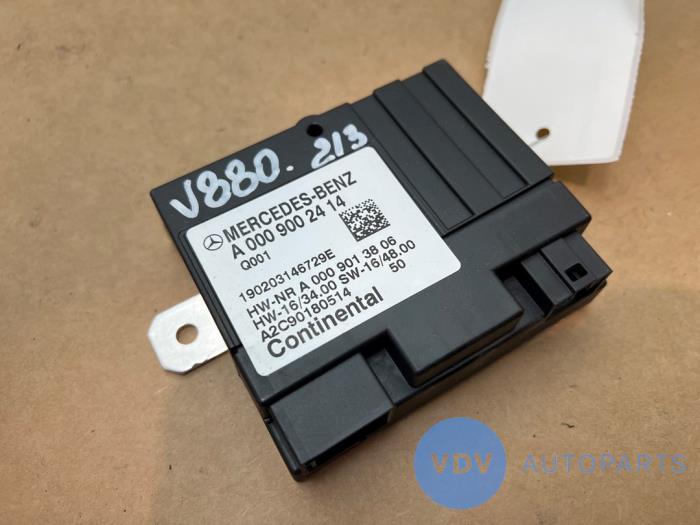 V880. 213
MERCEDES-BENZ
A 000 900 24 14
Q001
190203146729E
HW-NR A 000 901 38 06
HW-16/34.00 SW-16/48.00
A2C90180514 50
Continental
VDV AUTOPARTS